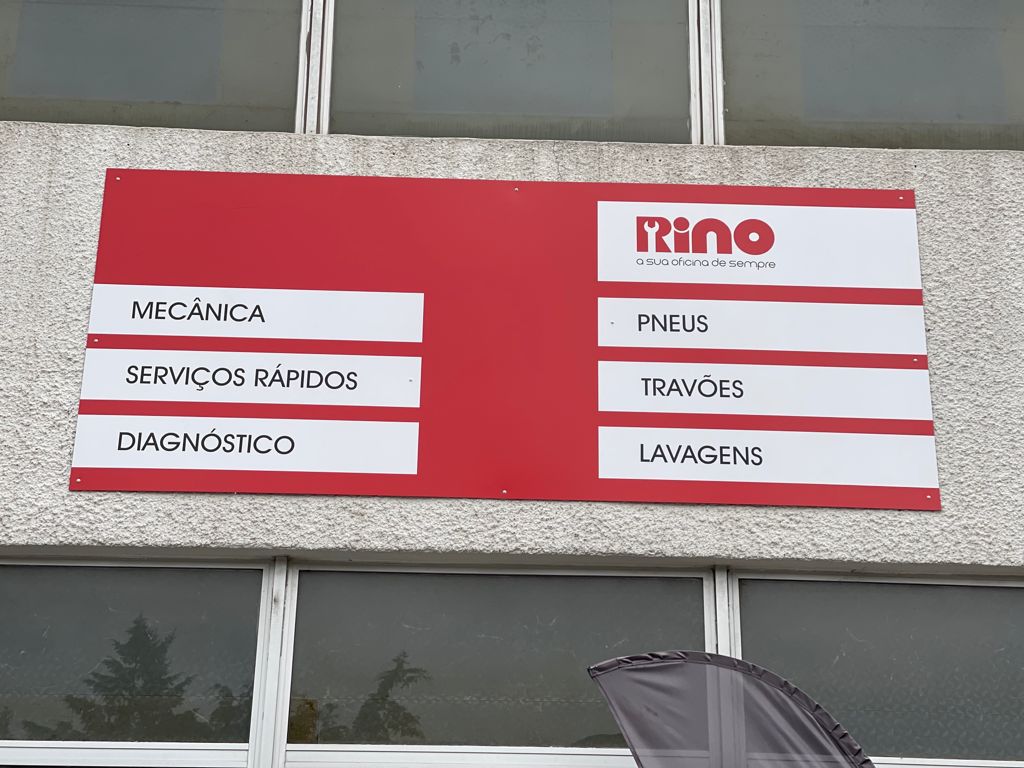 Rino
a sua oficina de sempre
MECÂNICA
SERVIÇOS RÁPIDOS
DIAGNÓSTICO
PNEUS
TRAVÕES
LAVAGENS